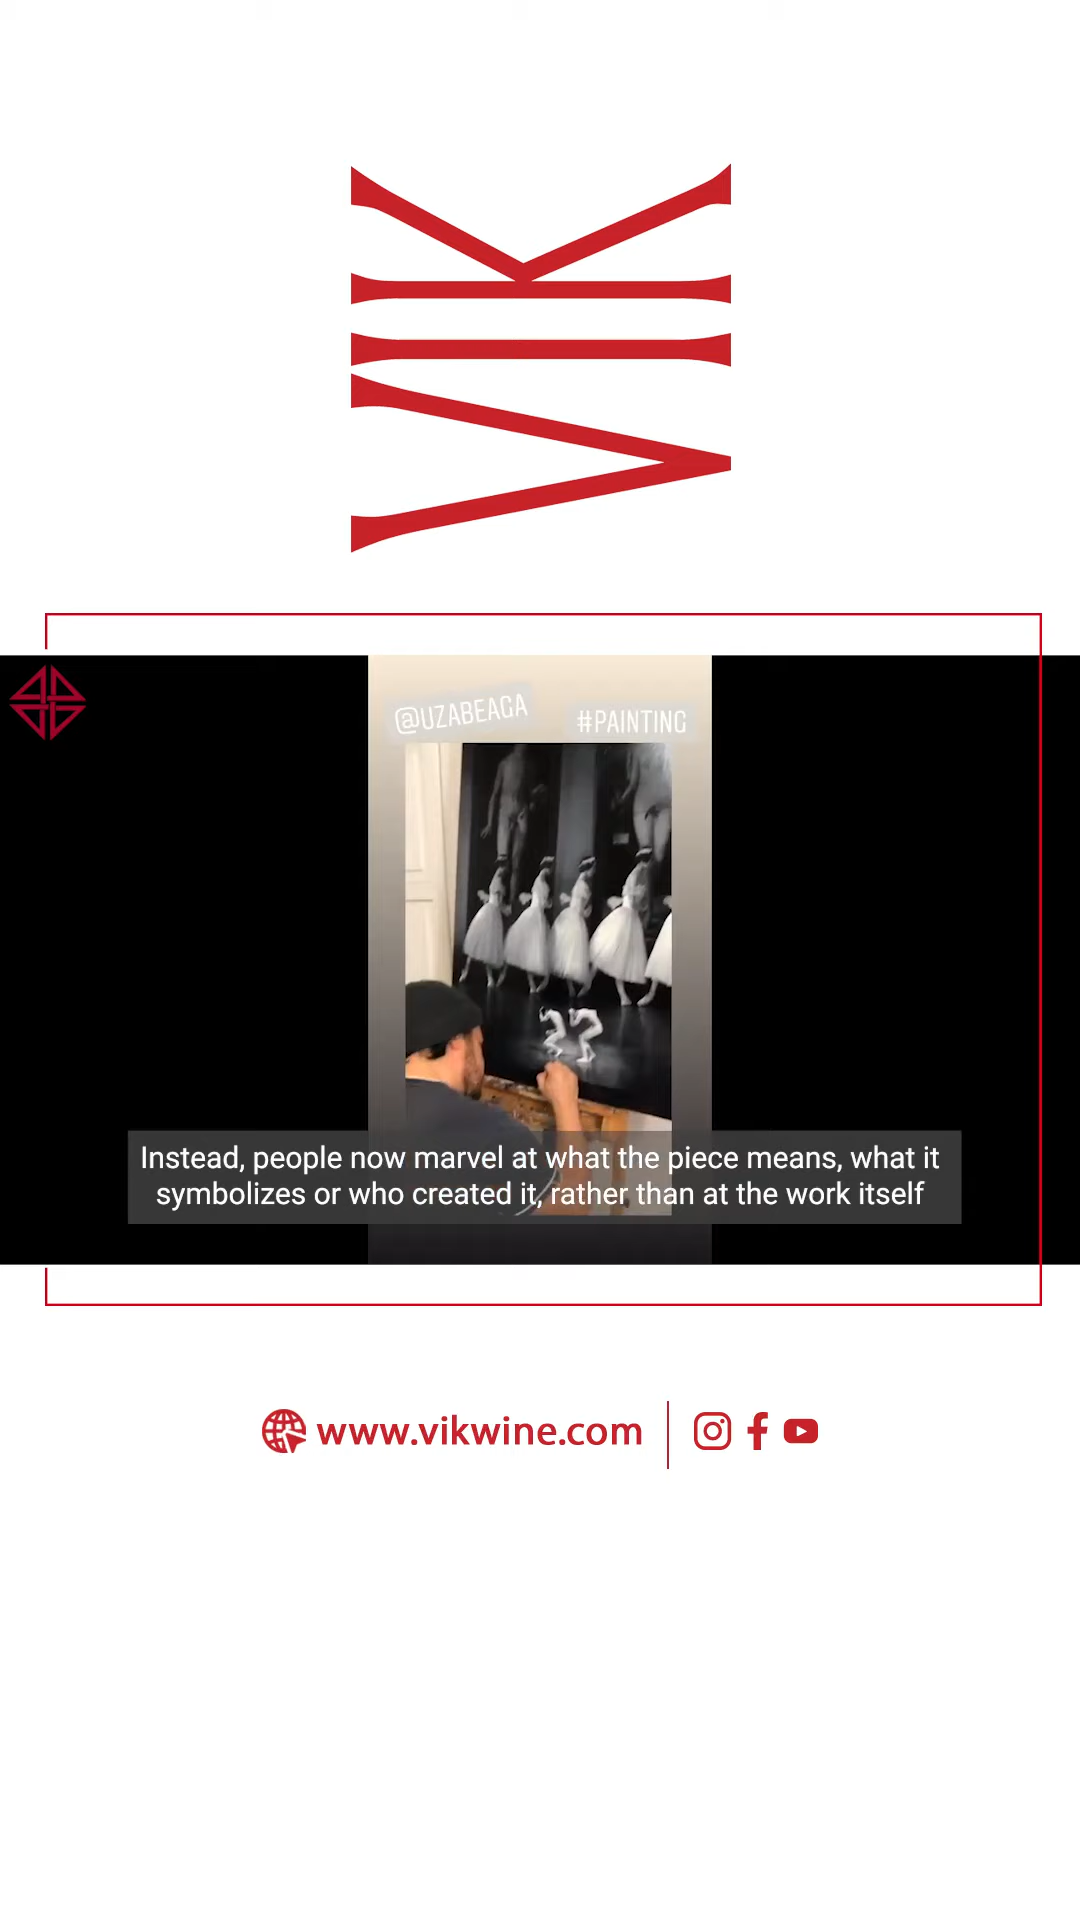 VIK
@UZABEAGA
#PAINTING
Instead, people now marvel at what the piece means, what it
symbolizes or who created it, rather than at the work itself
www.vikwine.com